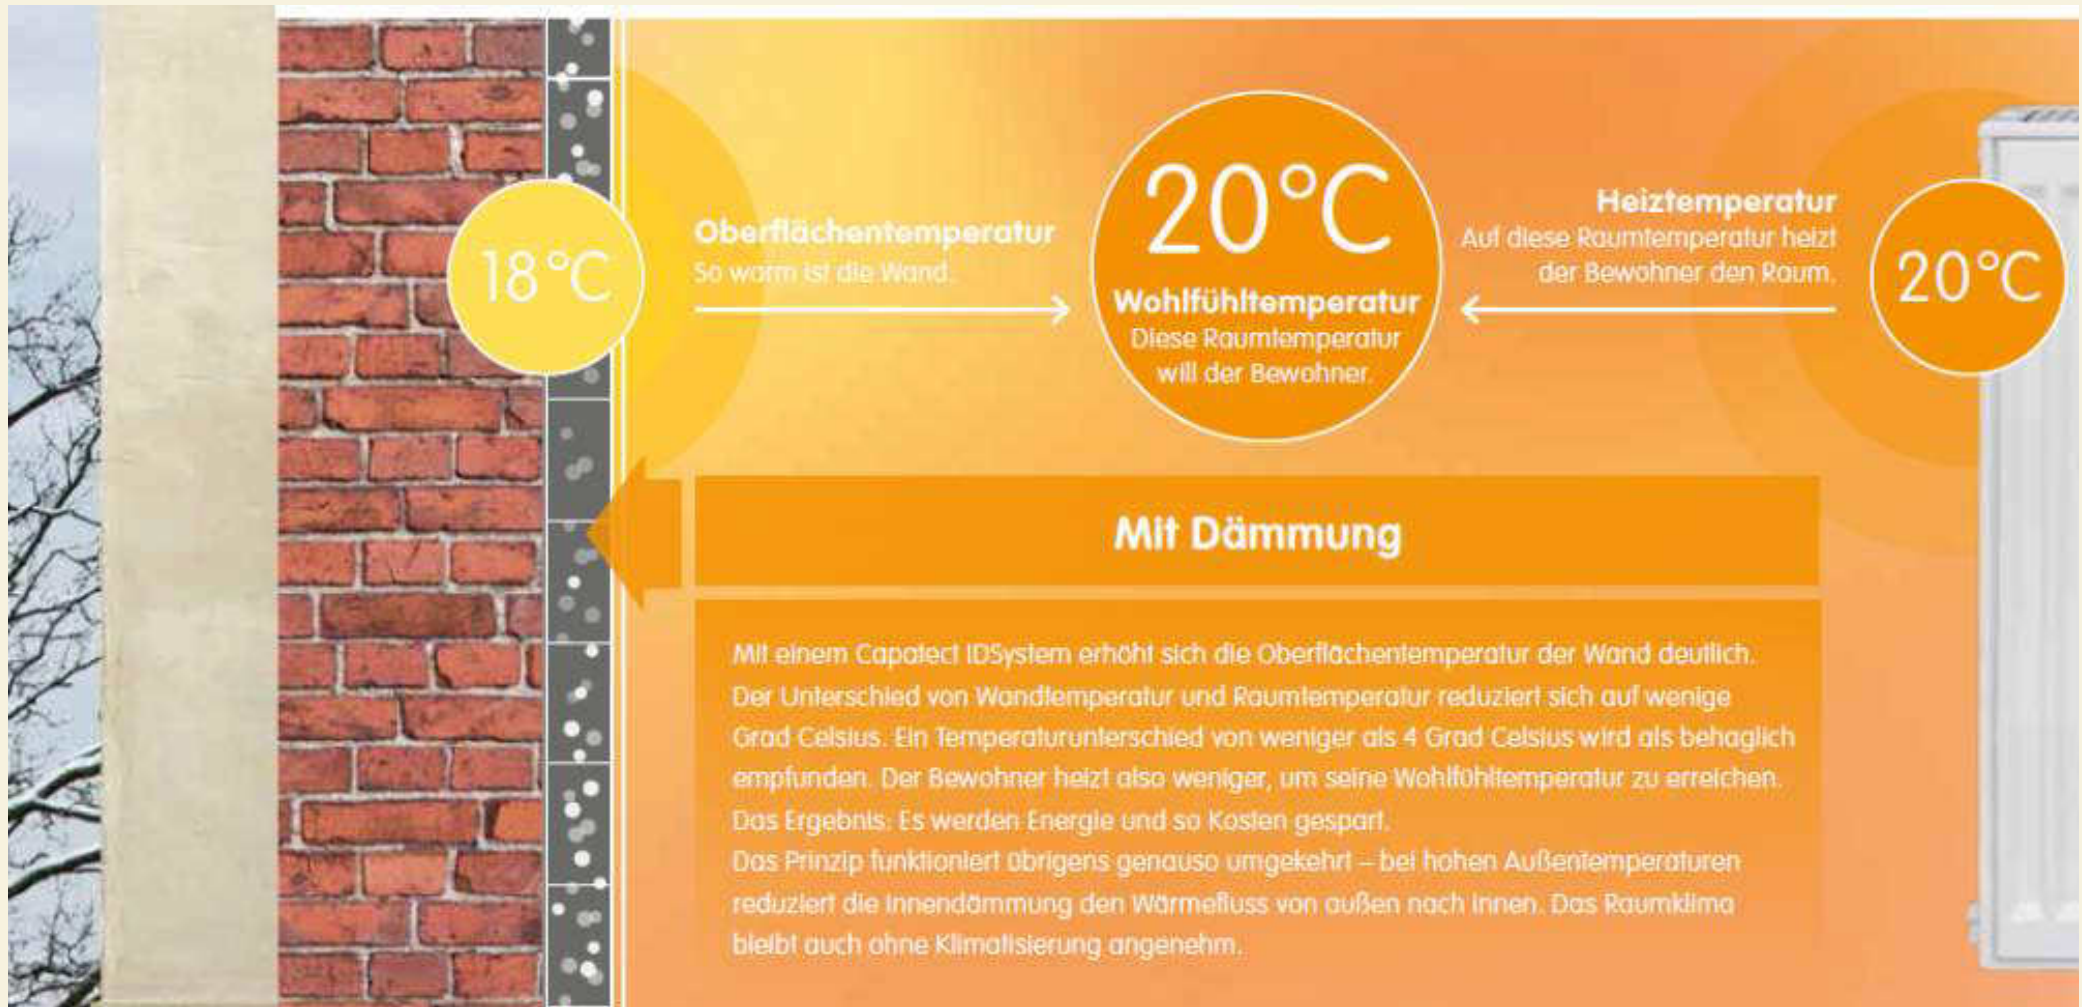 18°C
Oberflächentemperatur
So warm ist die Wand.
20°C
Wohlfühltemperatur
Diese Raumtemperatur
will der Bewohner.
Heiztemperatur
Auf diese Raumtemperatur heizt
der Bewohner den Raum.
20°C
Mit Dämmung
Mit einem Capatect IDSystem erhöht sich die Oberflächentemperatur der Wand deutlich.
Der Unterschied von Wandtemperatur und Raumtemperatur reduziert sich auf wenige
Grad Celsius. Ein Temperaturunterschied von weniger als 4 Grad Celsius wird als behaglich
empfunden. Der Bewohner heizt also weniger, um seine Wohlfühltemperatur zu erreichen.
Das Ergebnis: Es werden Energie und so Kosten gespart.
Das Prinzip funktioniert übrigens genauso umgekehrt – bei hohen Außentemperaturen
reduziert die Innendämmung den Wärmefluss von außen nach innen. Das Raumklima
bleibt auch ohne Klimatisierung angenehm.